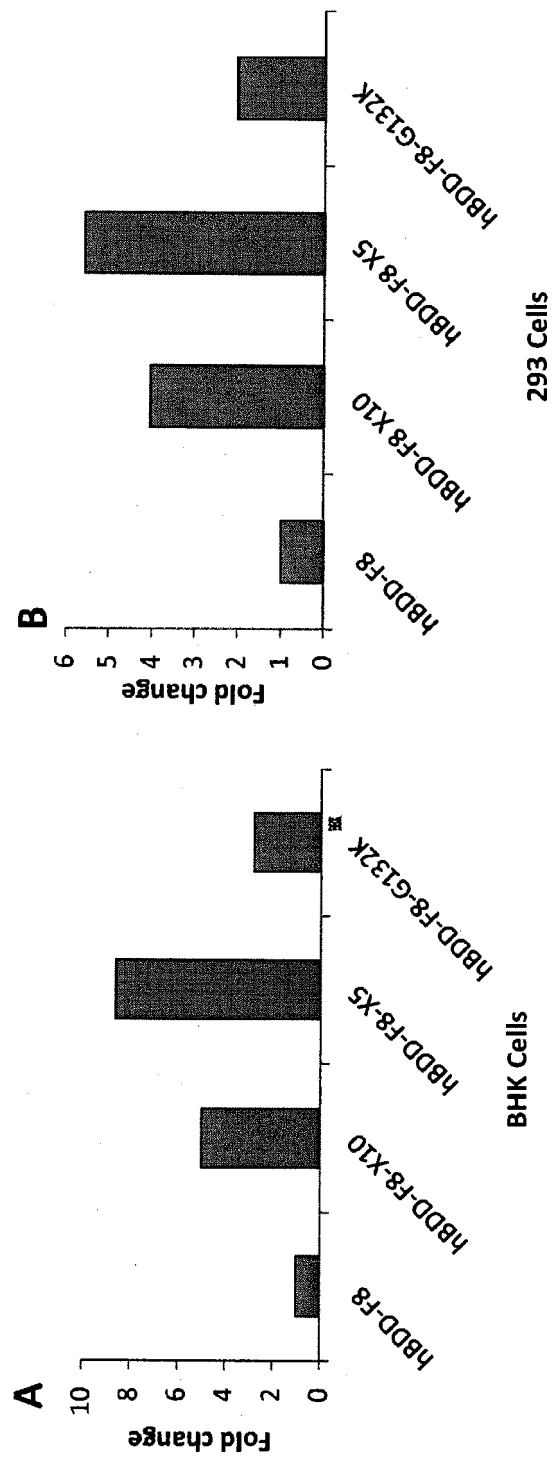 A
Fold change
10
8
6
4
2
0
hBDD-F8
hBDD-F8-X10
hBDD-F8-X5
hBDD-F8-G132K
BHK Cells
B
Fold change
6
5
4
3
2
1
0
hBDD-F8
hBDD-F8 X10
hBDD-F8 X5
hBDD-F8-G132K
293 Cells